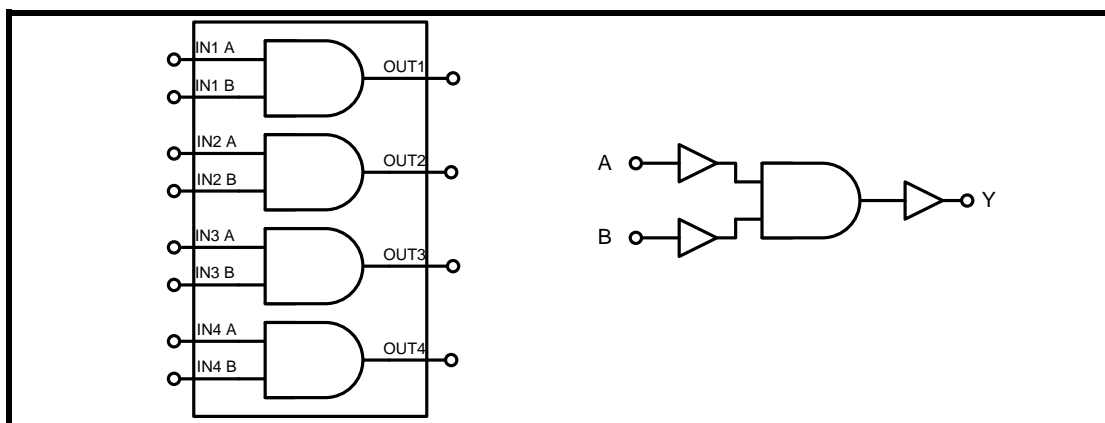 IN1 A
OUT1
IN1 B
IN2 A
OUT2
IN2 B
IN3 A
OUT3
IN3 B
IN4 A
OUT4
IN4 B
A
Y
B